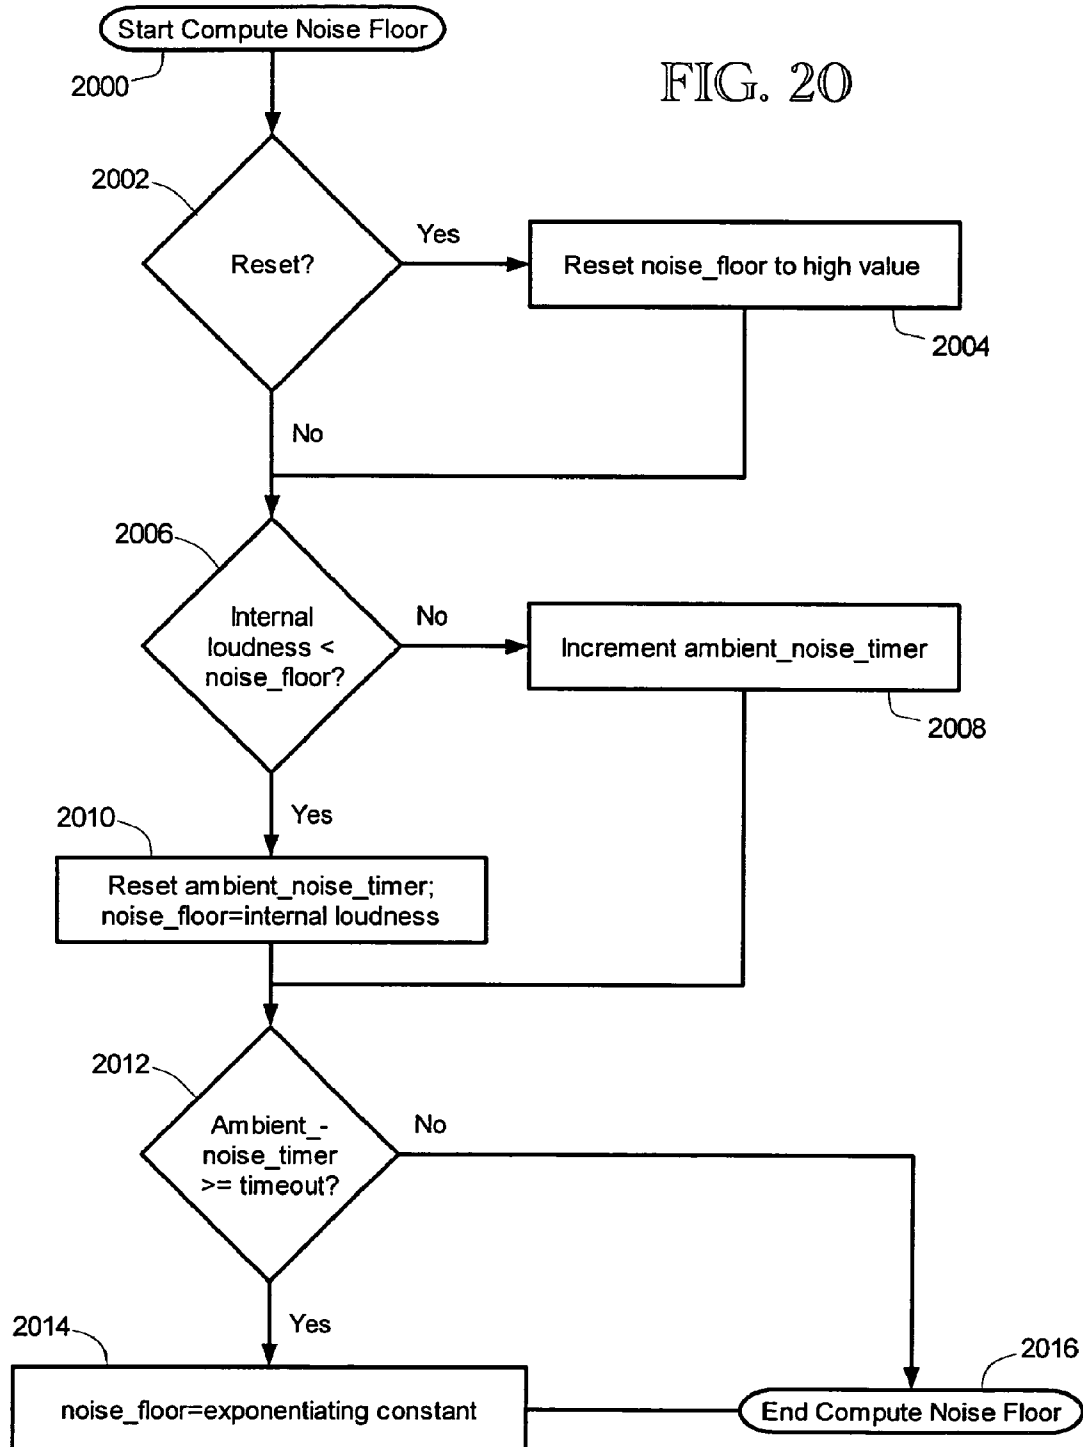 Start Compute Noise Floor
2000
FIG. 20
2002
Reset?
Yes
Reset noise_floor to high value
2004
No
2006
Internal
loudness <
noise_floor?
No
Increment ambient_noise_timer
2008
Yes
2010
Reset ambient_noise_timer;
noise_floor=internal loudness
2012
Ambient_-
noise_timer
>= timeout?
No
Yes
2014
noise_floor=exponentiating constant
2016
End Compute Noise Floor